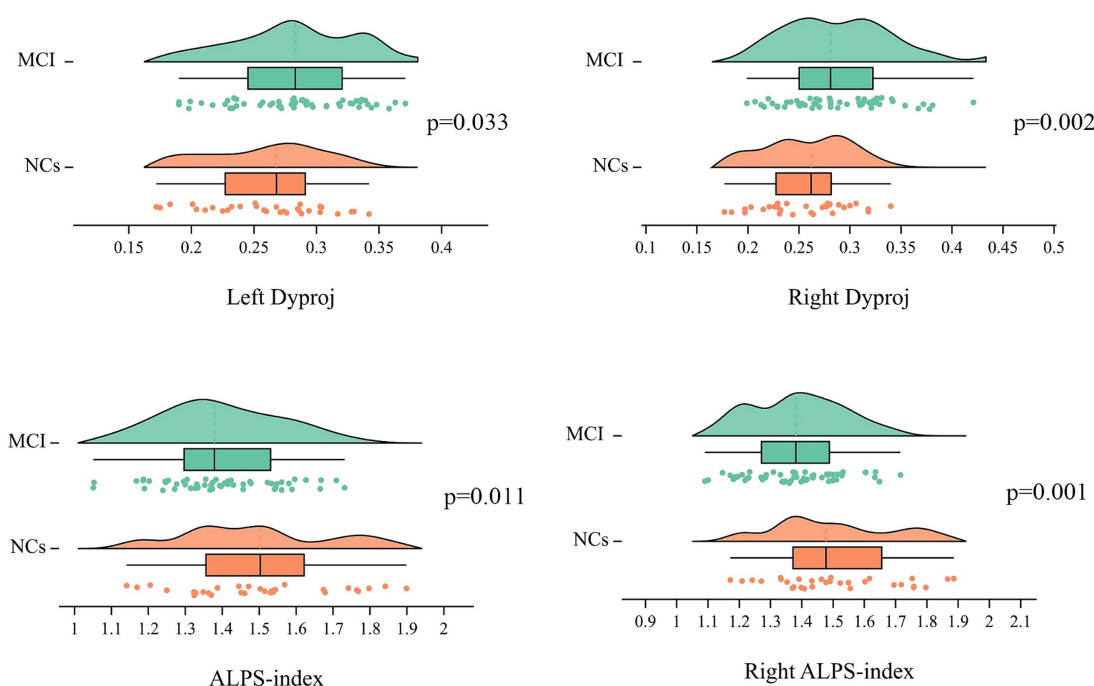 MCI
p=0.033
NCs
0.15 0.2 0.25 0.3 0.35 0.4
Left Dyproj
MCI
p=0.002
NCs
0.1 0.15 0.2 0.25 0.3 0.35 0.4 0.45 0.5
Right Dyproj
MCI
p=0.011
NCs
1 1.1 1.2 1.3 1.4 1.5 1.6 1.7 1.8 1.9 2
ALPS-index
MCI
p=0.001
NCs
0.9 1 1.1 1.2 1.3 1.4 1.5 1.6 1.7 1.8 1.9 2 2.1
Right ALPS-index